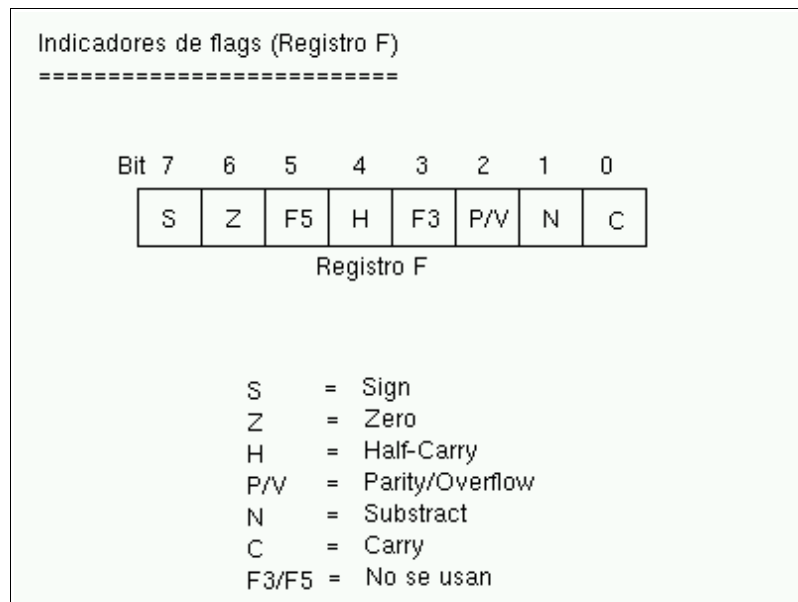 Indicadores de flags (Registro F)
==========================
Bit 7 6 5 4 3 2 1 0
S Z F5 H F3 P/V N C
Registro F
S = Sign
Z = Zero
H = Half-Carry
P/V = Parity/Overflow
N = Substract
C = Carry
F3/F5 = No se usan